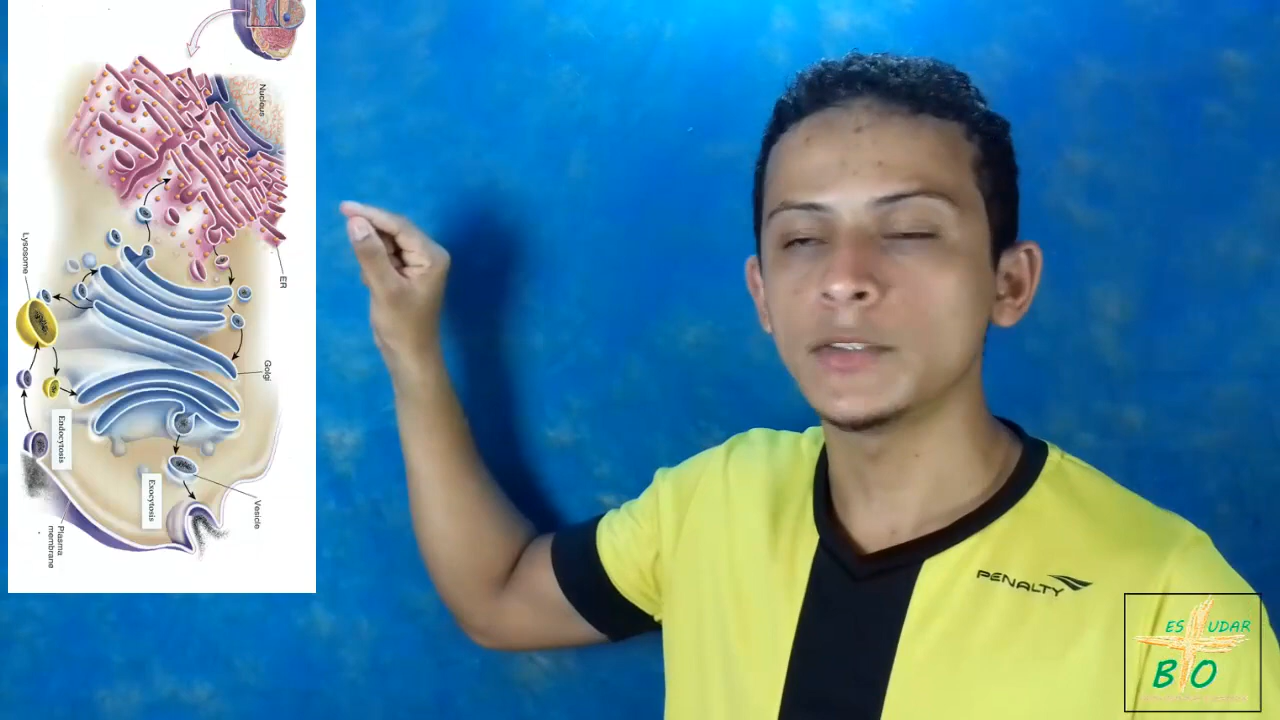 Nucleus
Lysosome
ER
Golgi
Endocytosis
Exocytosis
Vesicle
Plasma
membrane
PENALTY
ES UDAR
B O